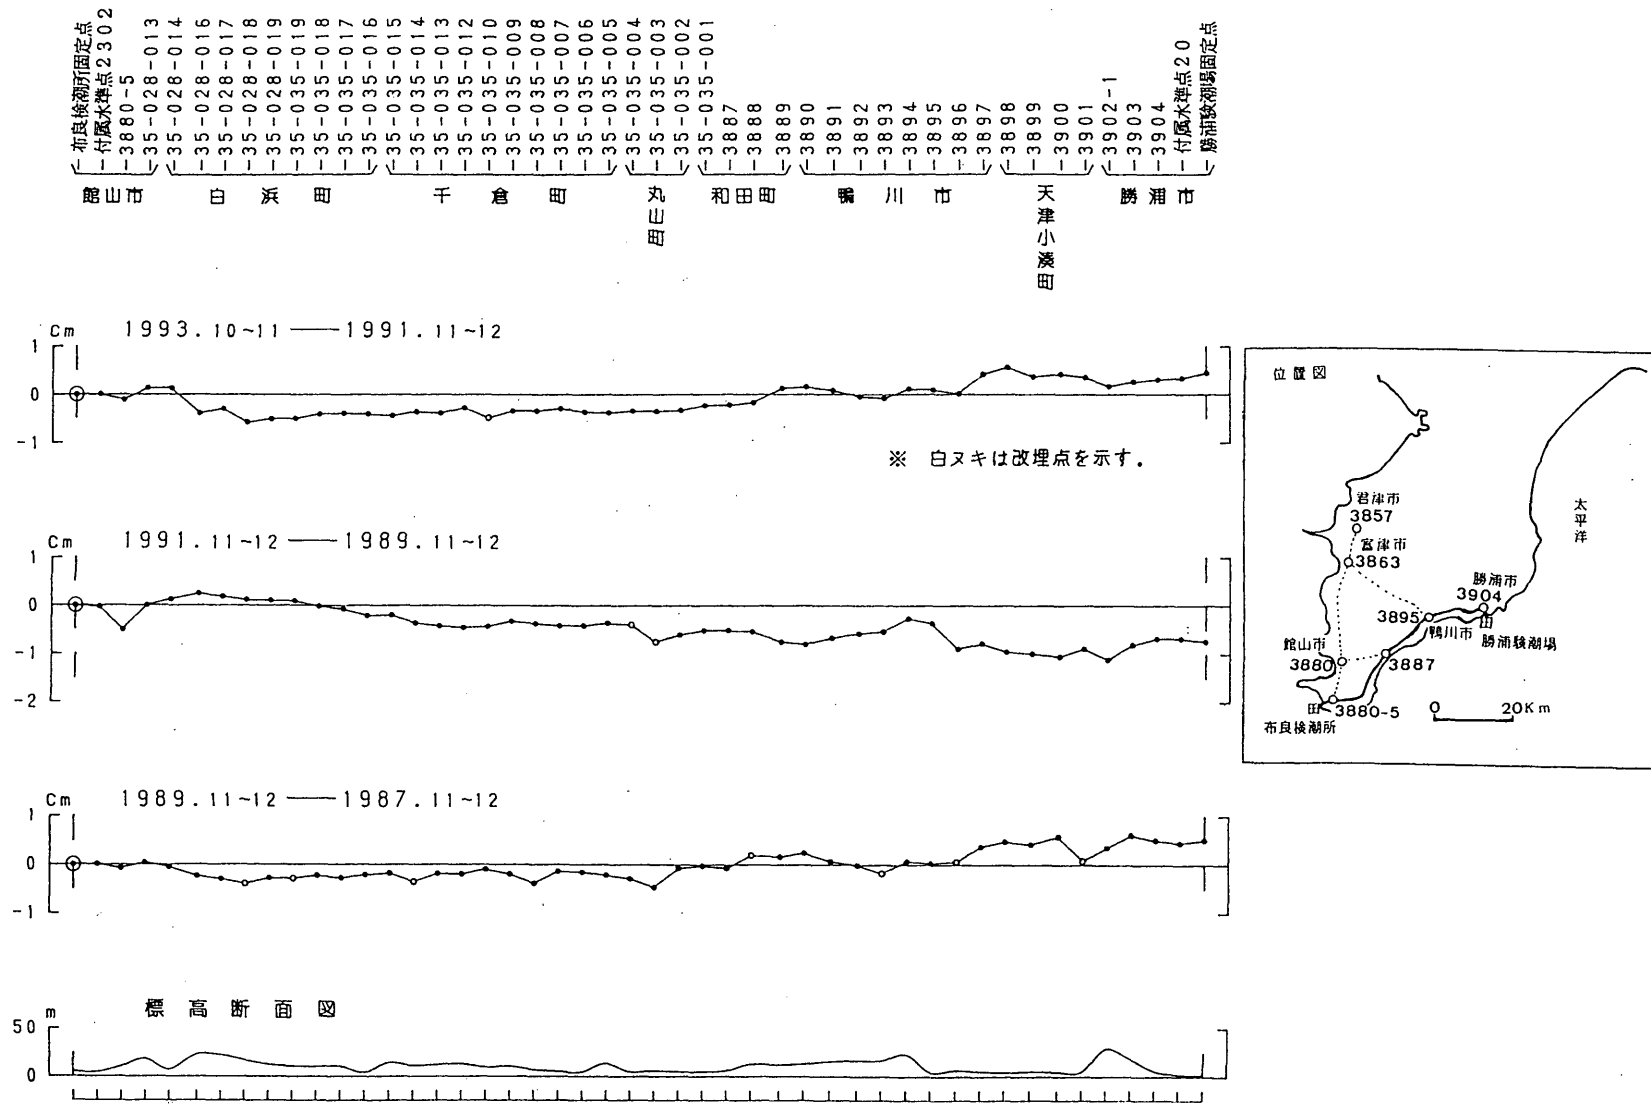 布良検潮所固定点
付属水準点2302
3880-5
35-028-013
35-028-014
35-028-016
35-028-017
35-028-018
35-028-019
35-035-019
35-035-018
35-035-017
35-035-016
35-035-015
35-035-014
35-035-013
35-035-012
35-035-010
35-035-009
35-035-008
35-035-007
35-035-006
35-035-005
35-035-004
35-035-003
35-035-002
35-035-001
3887
3888
3889
3890
3891
3892
3893
3894
3895
3896
3897
3898
3899
3900
3901
3902-1
3903
3904
付属水準点20
勝浦験潮場固定点
館山市
白浜町
千倉町
丸山町
和田町
鴨川市
天津小湊町
勝浦市
Cm 1993.10~11 ── 1991.11~12
1
0
-1
※ 白ヌキは改埋点を示す.
Cm 1991.11~12 ── 1989.11~12
1
0
-1
-2
Cm 1989.11~12 ── 1987.11~12
1
0
-1
m 標高断面図
50
0
位置図
君津市
3857
富津市
3863
太平洋
勝浦市
3904
3895
鴨川市
勝浦験潮場
館山市
3880
3887
3880-5
布良検潮所
0 20Km